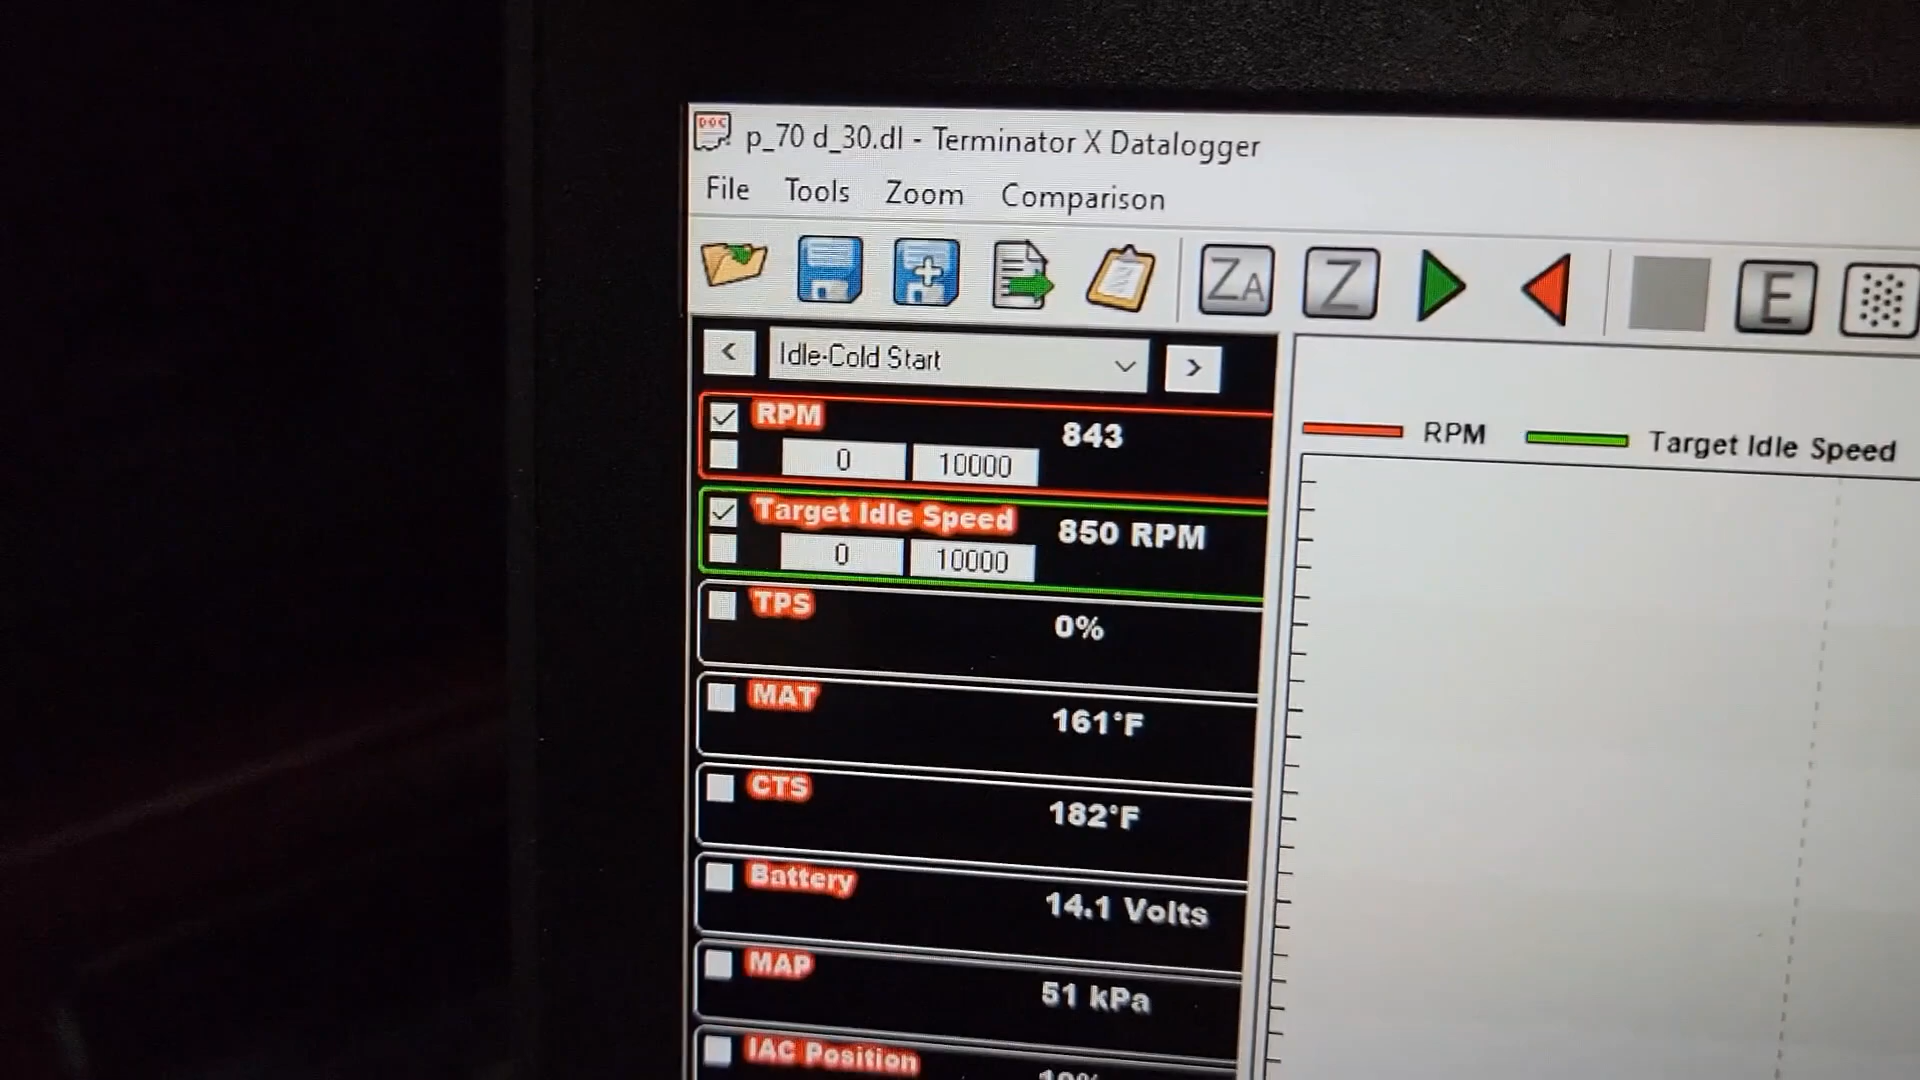 DOC
p_70 d_30.dl - Terminator X Datalogger
File Tools Zoom Comparison
ZA Z E
< Idle-Cold Start >
RPM 843
0 10000
Target Idle Speed 850 RPM
0 10000
TPS 0%
MAT 161°F
CTS 182°F
Battery 14.1 Volts
MAP 51 kPa
IAC Position
RPM Target Idle Speed